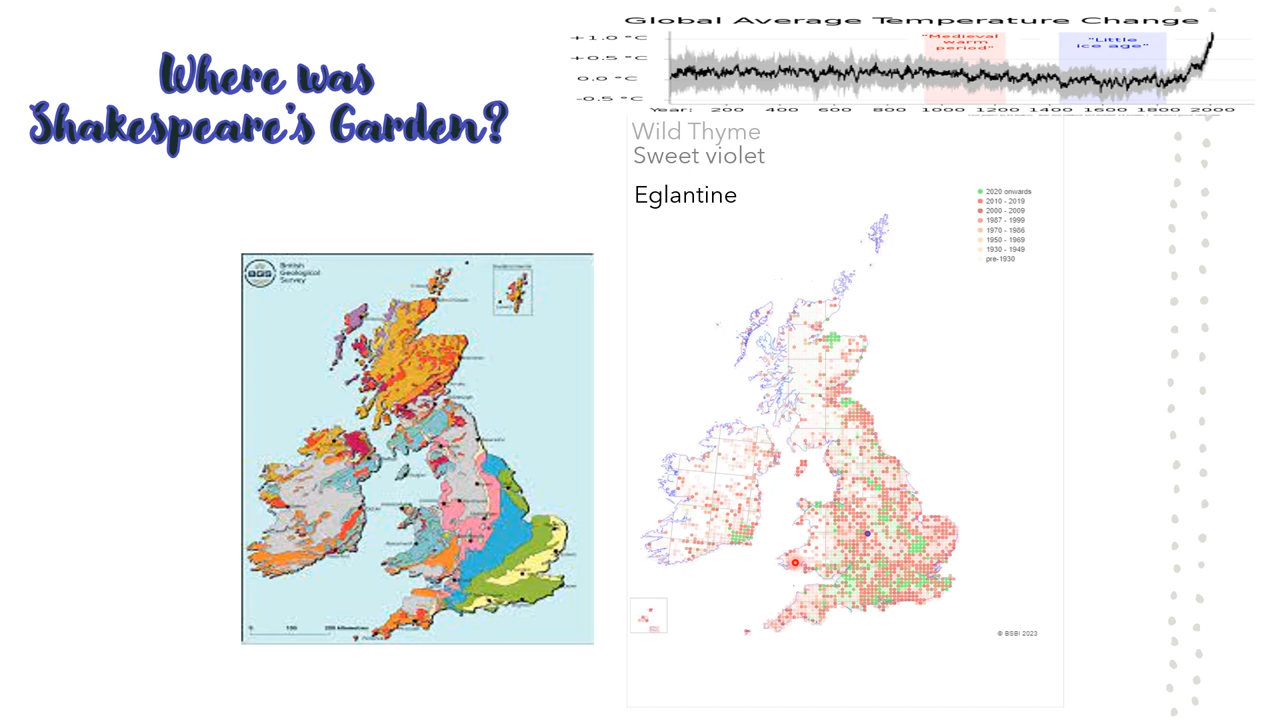 Where was
Shakespeare's Garden?
Global Average Temperature Change
+1.0 °C
+0.5 °C
0.0 °C
-0.5 °C
"Medieval
warm
period"
"Little
ice age"
Year:
200
400
600
800
1000
1200
1400
1600
1800
2000
Wild Thyme
Sweet violet
Eglantine
2020 onwards
2010 - 2019
2000 - 2009
1987 - 1999
1970 - 1986
1950 - 1969
1930 - 1949
pre-1930
© BSBI 2023
BGS
British
Geological
Survey
0
100